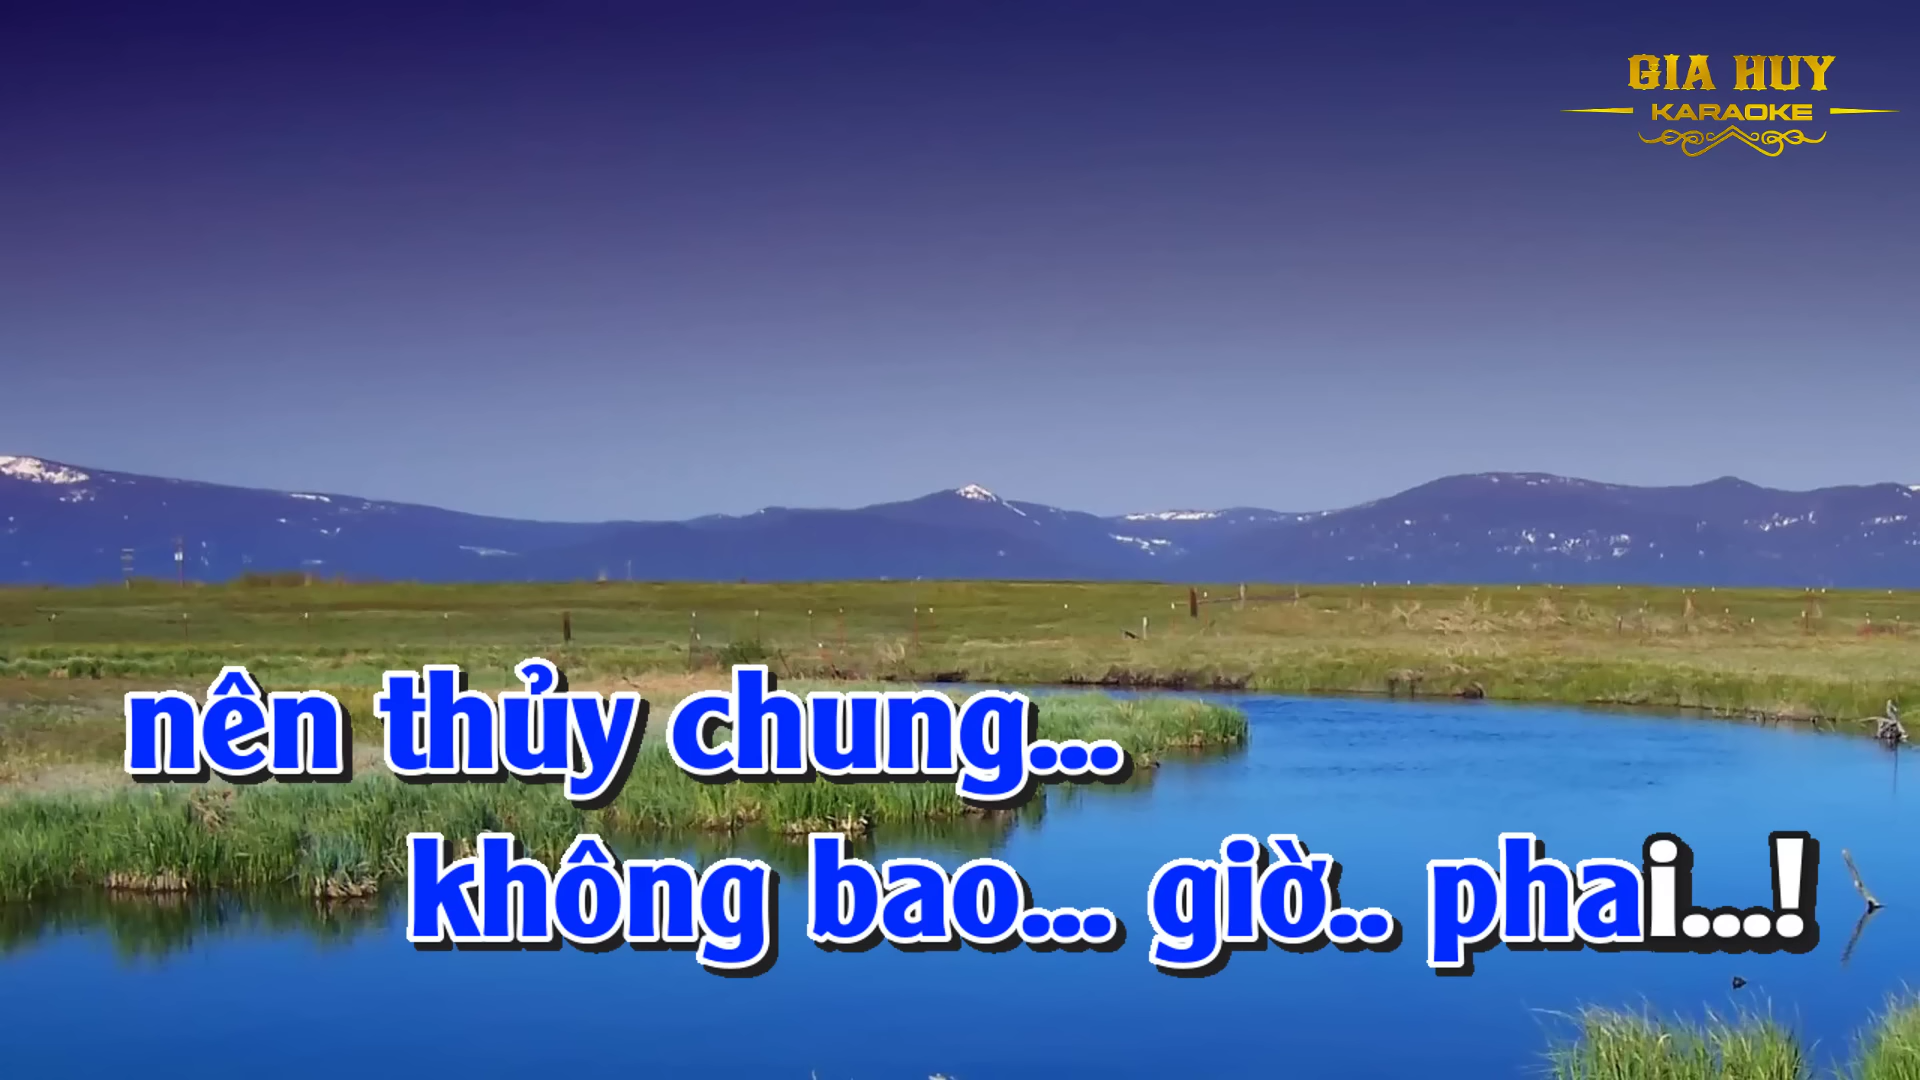 GIA HUY
KARAOKE
nên thủy chung...
không bao... giờ.. phai...!